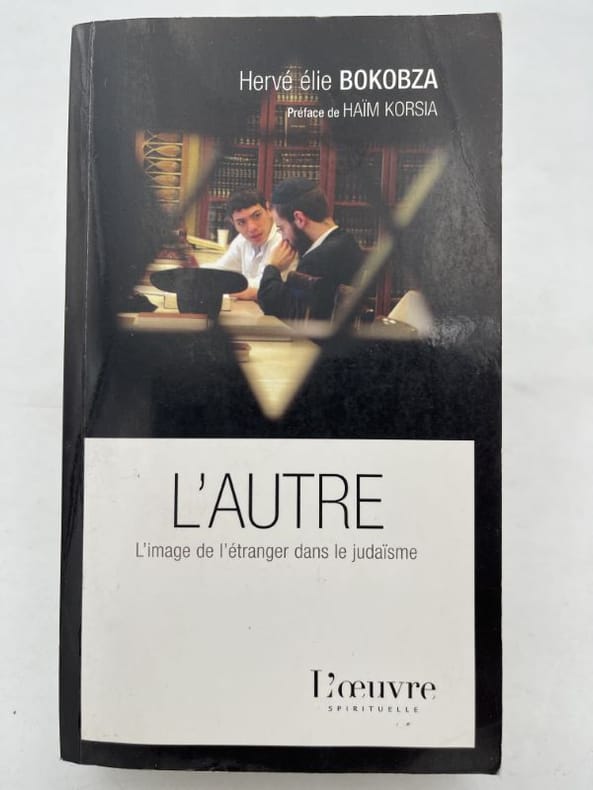 Hervé élie BOKOBZA
Préface de HAÏM KORSIA
L'AUTRE
L'image de l'étranger dans le judaïsme
L'œuvre
SPIRITUELLE